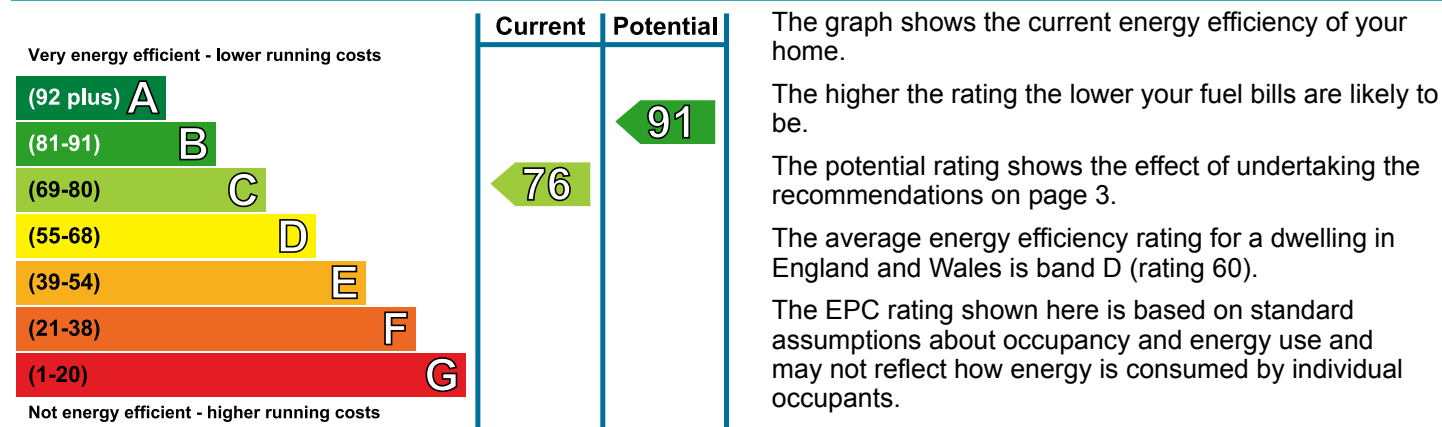 Current Potential
Very energy efficient - lower running costs
(92 plus) A
(81-91) B
(69-80) C
(55-68) D
(39-54) E
(21-38) F
(1-20) G
Not energy efficient - higher running costs
76
91
The graph shows the current energy efficiency of your
home.
The higher the rating the lower your fuel bills are likely to
be.
The potential rating shows the effect of undertaking the
recommendations on page 3.
The average energy efficiency rating for a dwelling in
England and Wales is band D (rating 60).
The EPC rating shown here is based on standard
assumptions about occupancy and energy use and
may not reflect how energy is consumed by individual
occupants.